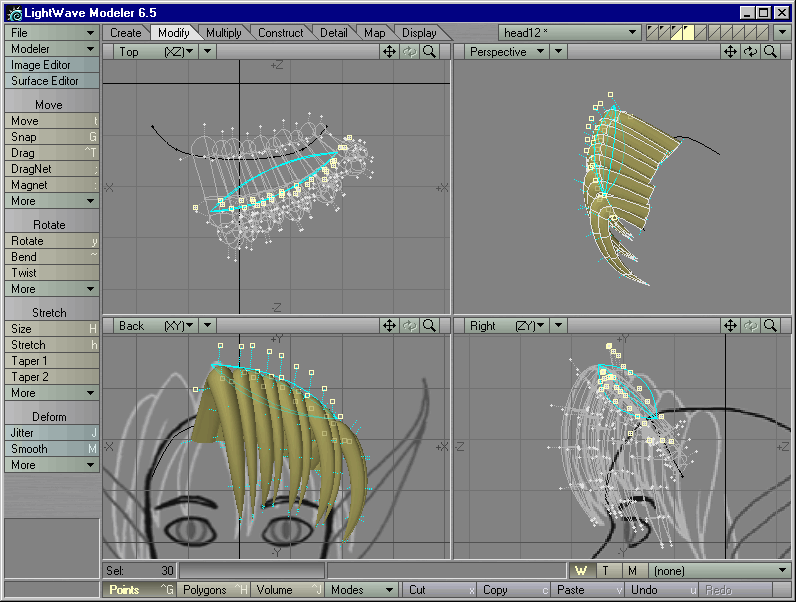 LightWave Modeler 6.5
File
Create Modify Multiply Construct Detail Map Display
head12 *
Modeler
Image Editor
Surface Editor
Top (XZ)
Perspective
Move
Move t
Snap G
Drag ^T
DragNet ;
Magnet :
More
Rotate
Rotate y
Bend ~
Twist
More
Stretch
Size H
Stretch h
Taper 1
Taper 2
More
Deform
Jitter J
Smooth M
More
+Z
-X
+X
-Z
Back (XY)
Right (ZY)
+Y
+Y
-X
+X
-Z
+Z
-Y
-Y
Sel: 30
W T M (none)
Points ^G Polygons ^H Volume ^J Modes Cut x Copy c Paste v Undo u Redo